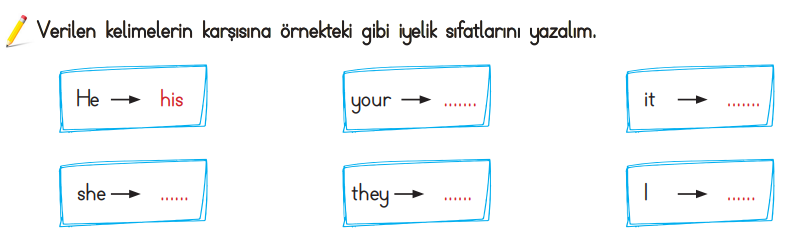 Verilen kelimelerin karşısına örnekteki gibi iyelik sıfatlarını yazalım.
He → his
your → .......
it → .......
she → ......
they → ......
I → ......